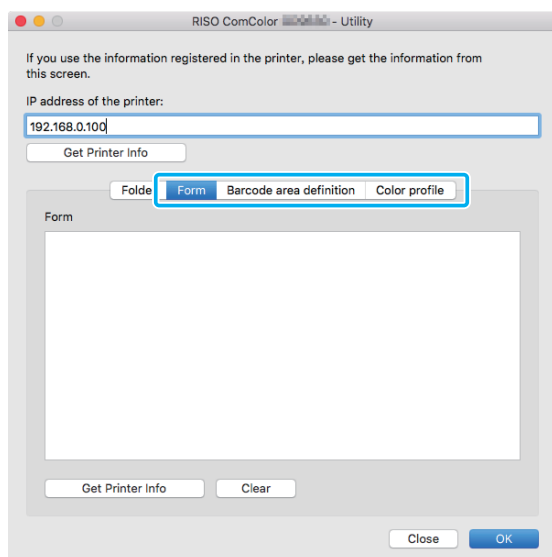 RISO ComColor - Utility
If you use the information registered in the printer, please get the information from
this screen.
IP address of the printer:
192.168.0.100
Get Printer Info
Folde Form Barcode area definition Color profile
Form
Get Printer Info Clear
Close OK